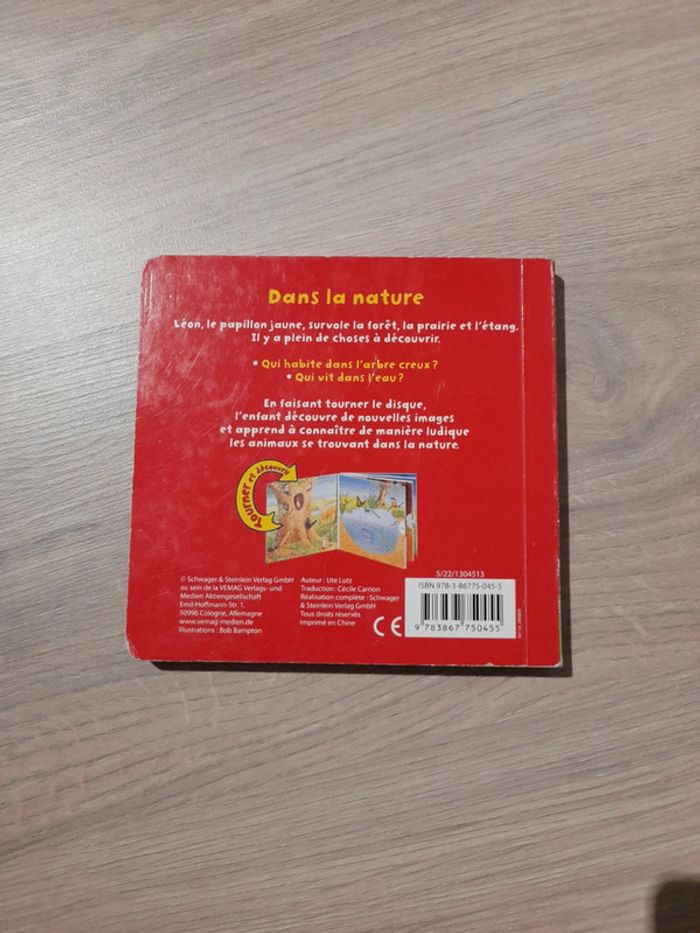 Dans la nature
Léon, le papillon jaune, survole la forêt, la prairie et l'étang.
Il y a plein de choses à découvrir.
• Qui habite dans l'arbre creux ?
• Qui vit dans l'eau ?
En faisant tourner le disque,
l'enfant découvre de nouvelles images
et apprend à connaître de manière ludique
les animaux se trouvant dans la nature.
Tourner et découvrir
© Schwager & Steinlein Verlag GmbH
au sein de la VEMAG Verlags- und
Medien Aktiengesellschaft
Emil-Hoffmann-Str. 1,
50996 Cologne, Allemagne
www.vemag-medien.de
Illustrations : Bob Bampton
Auteur : Ute Lutz
Traduction : Cécile Carrion
Réalisation complète : Schwager
& Steinlein Verlag GmbH
Tous droits réservés
Imprimé en Chine
CE
5/22/1304513
ISBN 978-3-86775-045-5
9 783867 750455